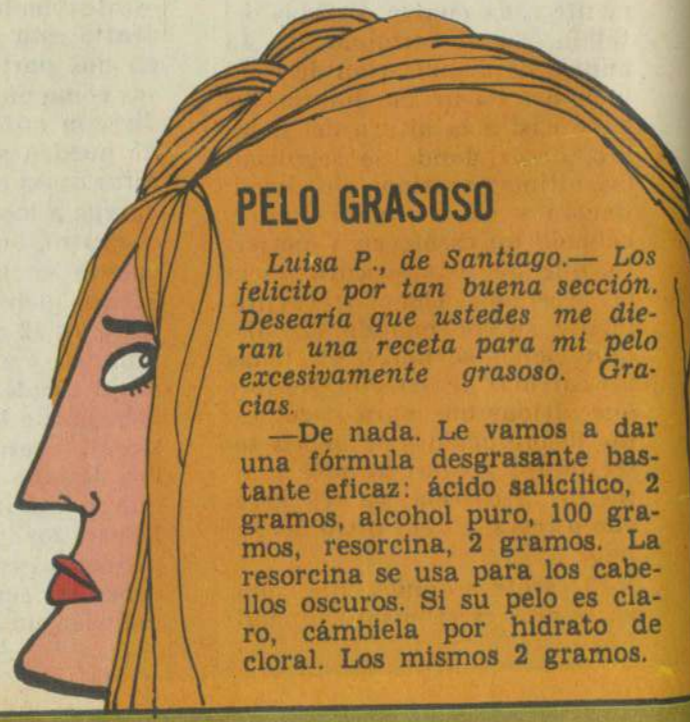 PELO GRASOSO
Luisa P., de Santiago.— Los
felicito por tan buena sección.
Desearía que ustedes me die-
ran una receta para mi pelo
excesivamente grasoso. Gra-
cias.
—De nada. Le vamos a dar
una fórmula desgrasante bas-
tante eficaz: ácido salicílico, 2
gramos, alcohol puro, 100 gra-
mos, resorcina, 2 gramos. La
resorcina se usa para los cabe-
llos oscuros. Si su pelo es cla-
ro, cámbiela por hidrato de
cloral. Los mismos 2 gramos.